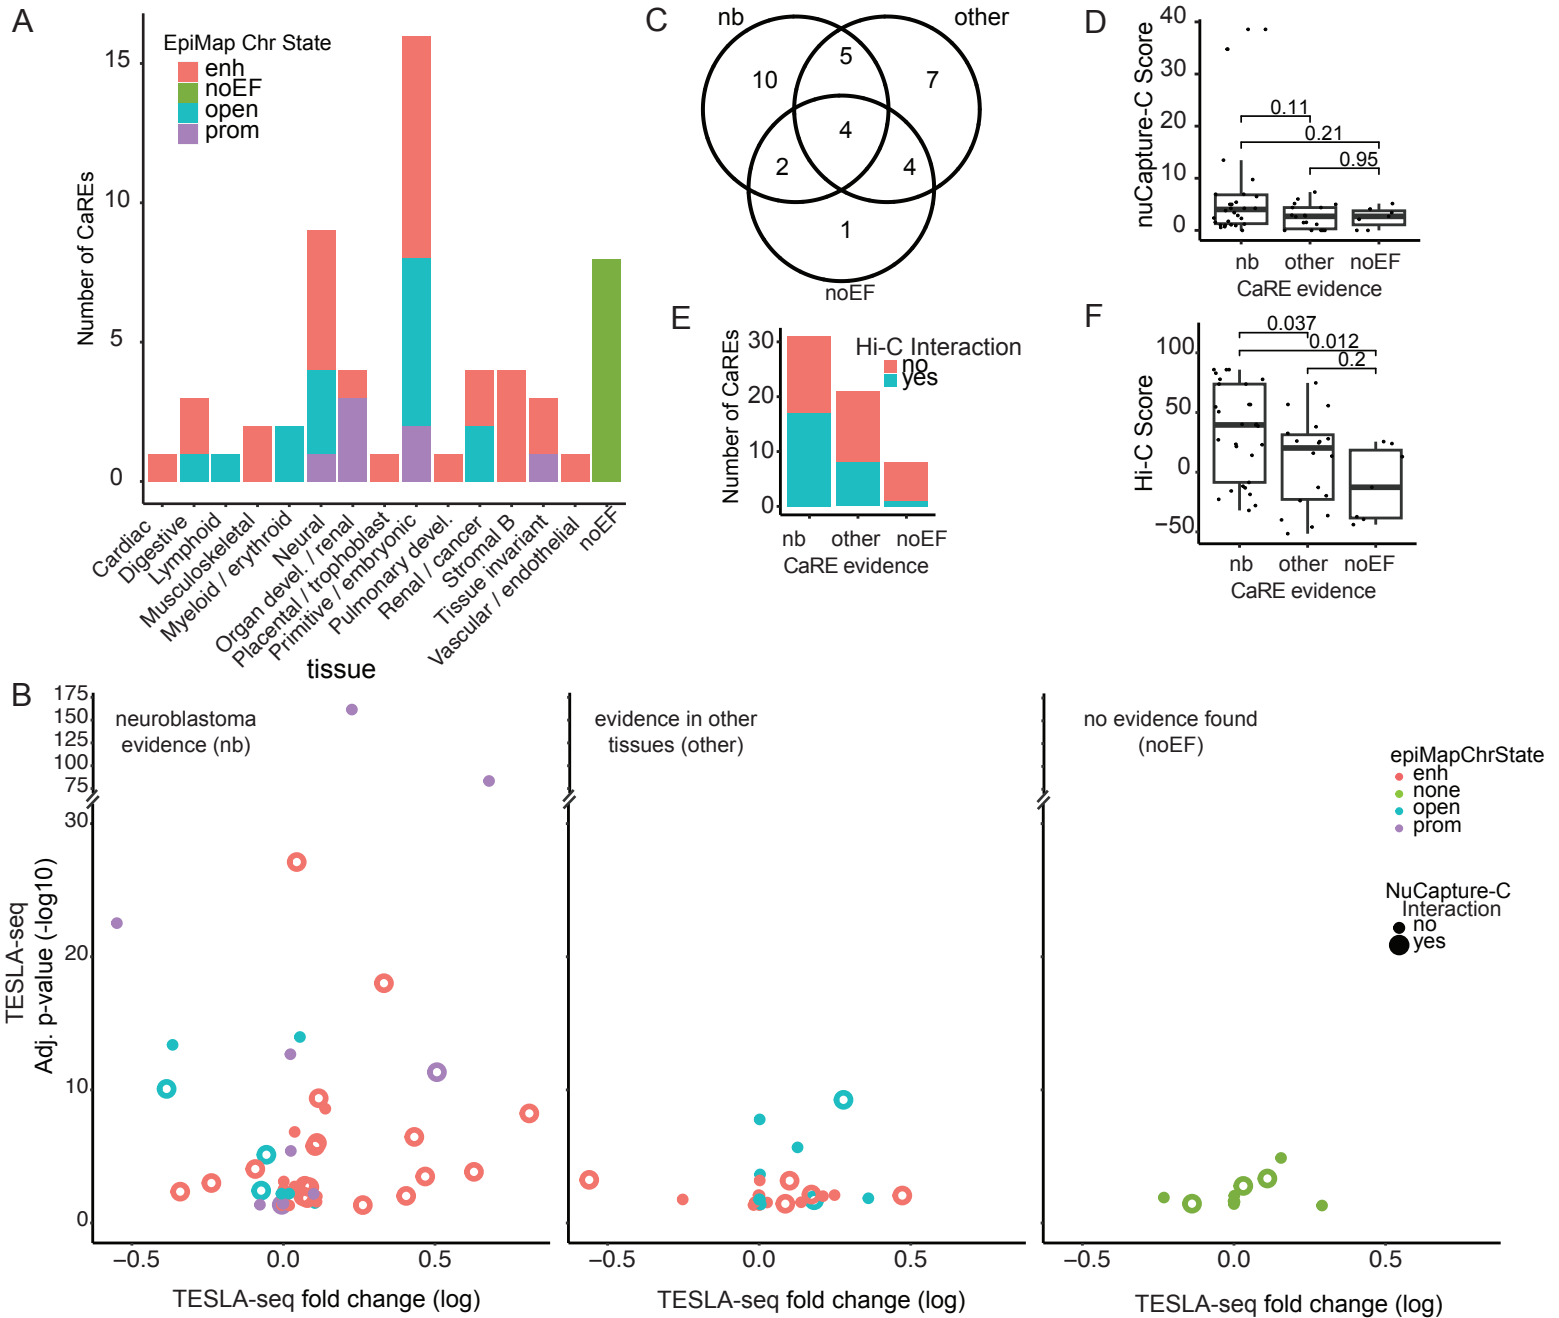 A
EpiMap Chr State
enh
noEF
open
prom
Number of CaREs
15
10
5
0
Cardiac
Digestive
Lymphoid
Musculoskeletal
Myeloid / erythroid
Neural
Organ devel. / renal
Placental / trophoblast
Primitive / embryonic
Pulmonary devel.
Renal / cancer
Stromal B
Tissue invariant
Vascular / endothelial
noEF
tissue
C
nb
other
5
10
7
4
2
4
1
noEF
D
nuCapture-C Score
40
30
20
10
0
0.11
0.21
0.95
nb other noEF
CaRE evidence
E
Number of CaREs
30
20
10
0
Hi-C Interaction
no
yes
nb other noEF
CaRE evidence
F
Hi-C Score
100
50
0
−50
0.037
0.012
0.2
nb other noEF
CaRE evidence
B
TESLA-seq
Adj. p-value (-log10)
175
150
125
100
75
30
20
10
0
neuroblastoma
evidence (nb)
evidence in other
tissues (other)
no evidence found
(noEF)
epiMapChrState
enh
none
open
prom
NuCapture-C
Interaction
no
yes
−0.5 0.0 0.5
−0.5 0.0 0.5
−0.5 0.0 0.5
TESLA-seq fold change (log)
TESLA-seq fold change (log)
TESLA-seq fold change (log)